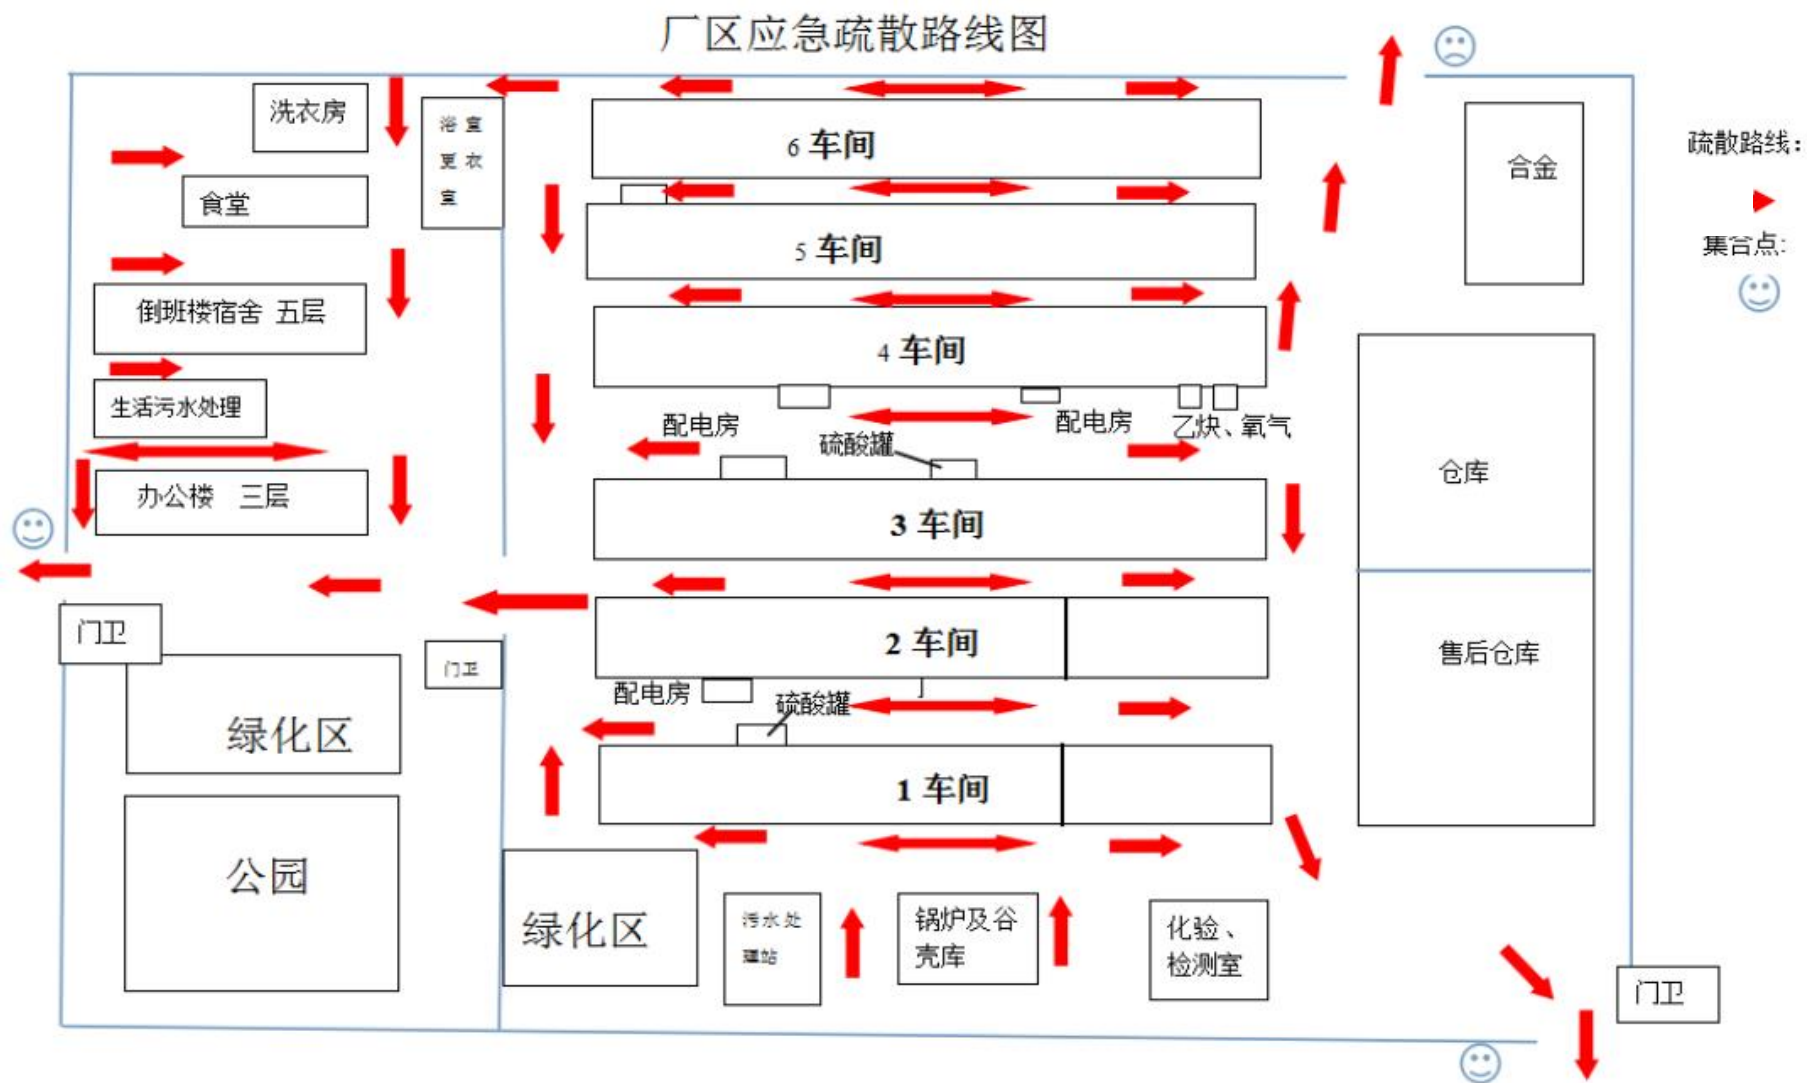 厂区应急疏散路线图
洗衣房
浴室
更衣
室
6 车间
合金
疏散路线：
食堂
5 车间
集合点:
倒班楼宿舍 五层
4 车间
生活污水处理
配电房
硫酸罐
配电房
乙炔、氧气
仓库
办公楼 三层
3 车间
门卫
2 车间
售后仓库
门卫
配电房
硫酸罐
绿化区
1 车间
公园
绿化区
污水处
理站
锅炉及谷
壳库
化验、
检测室
门卫